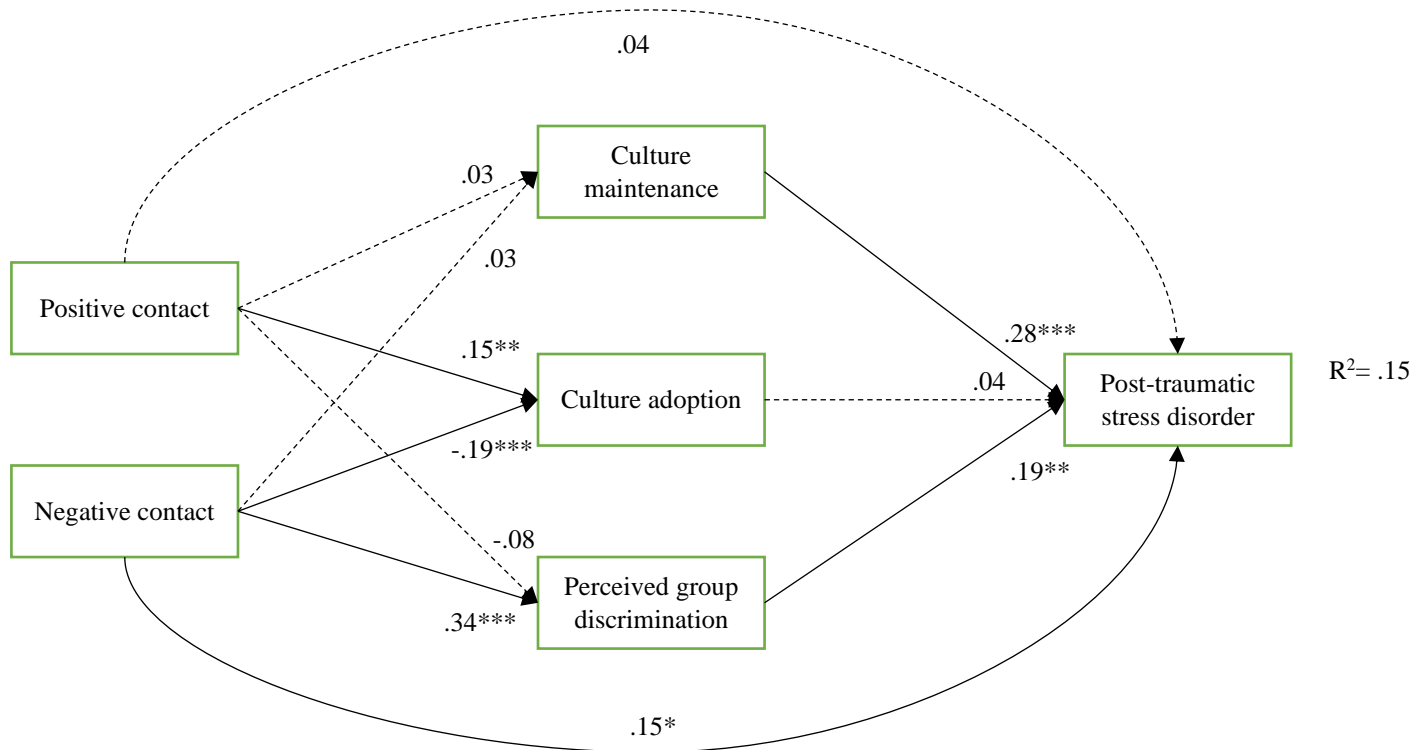 .04
Culture
maintenance
.03
.03
Positive contact
.28***
.15**
Culture adoption
.04
Post-traumatic
stress disorder
R²= .15
-.19***
.19**
Negative contact
-.08
Perceived group
discrimination
.34***
.15*